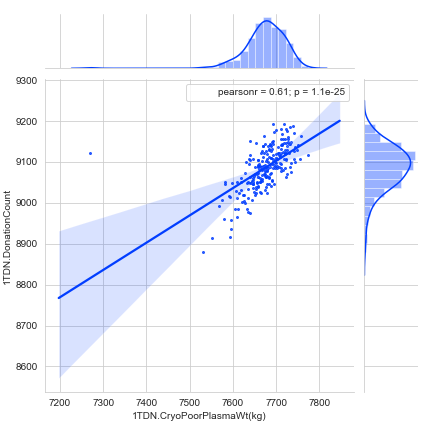 pearsonr = 0.61; p = 1.1e-25
9300
9200
9100
9000
8900
8800
8700
8600
1TDN.DonationCount
7200 7300 7400 7500 7600 7700 7800
1TDN.CryoPoorPlasmaWt(kg)